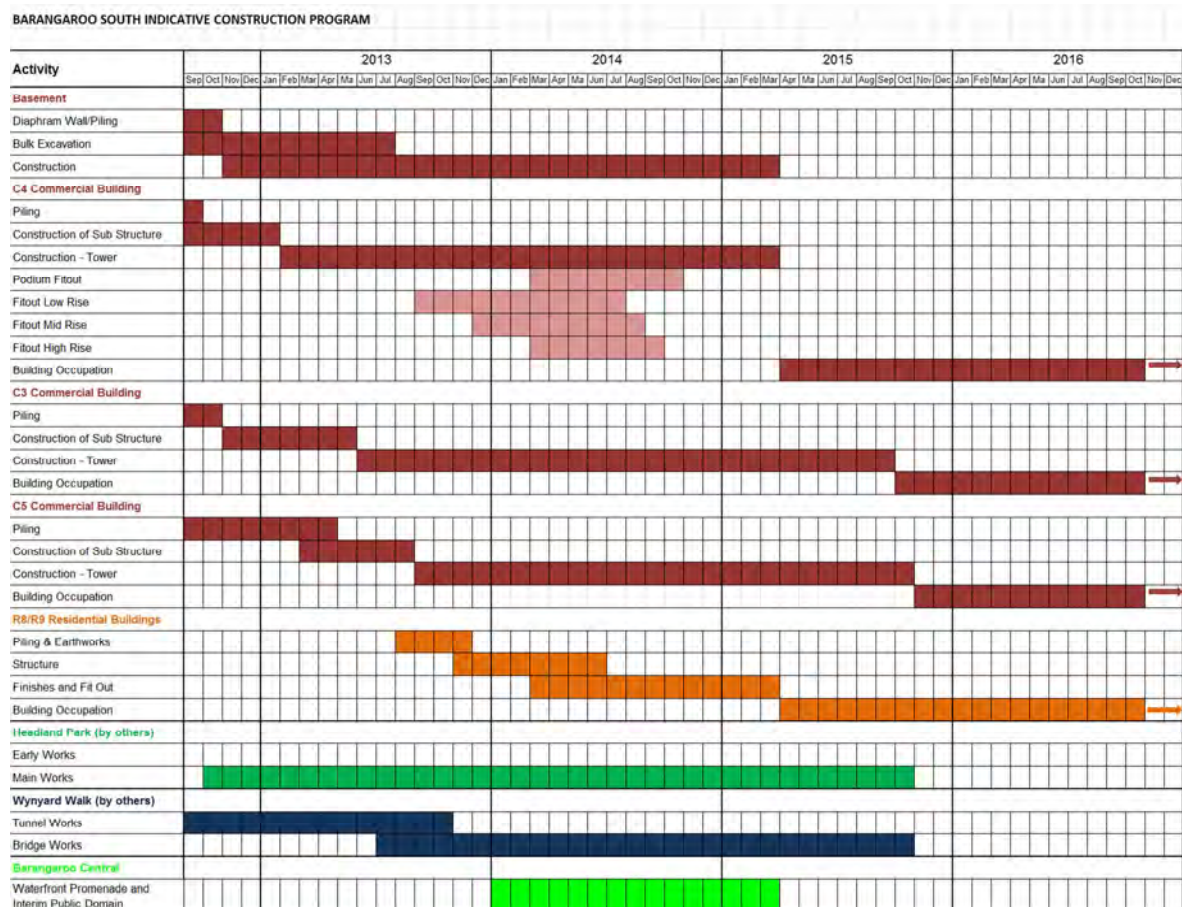 BARANGAROO SOUTH INDICATIVE CONSTRUCTION PROGRAM
Activity
2013 2014 2015 2016
Sep Oct Nov Dec Jan Feb Mar Apr Ma Jun Jul Aug Sep Oct Nov Dec Jan Feb Mar Apr Ma Jun Jul Aug Sep Oct Nov Dec Jan Feb Mar Apr Ma Jun Jul Aug Sep Oct Nov Dec Jan Feb Mar Apr Ma Jun Jul Aug Sep Oct Nov Dec
Basement
Diaphram Wall/Piling
Bulk Excavation
Construction
C4 Commercial Building
Piling
Construction of Sub Structure
Construction - Tower
Podium Fitout
Fitout Low Rise
Fitout Mid Rise
Fitout High Rise
Building Occupation
C3 Commercial Building
Piling
Construction of Sub Structure
Construction - Tower
Building Occupation
C5 Commercial Building
Piling
Construction of Sub Structure
Construction - Tower
Building Occupation
R8/R9 Residential Buildings
Piling & Earthworks
Structure
Finishes and Fit Out
Building Occupation
Headland Park (by others)
Early Works
Main Works
Wynyard Walk (by others)
Tunnel Works
Bridge Works
Barangaroo Central
Waterfront Promenade and
Interim Public Domain